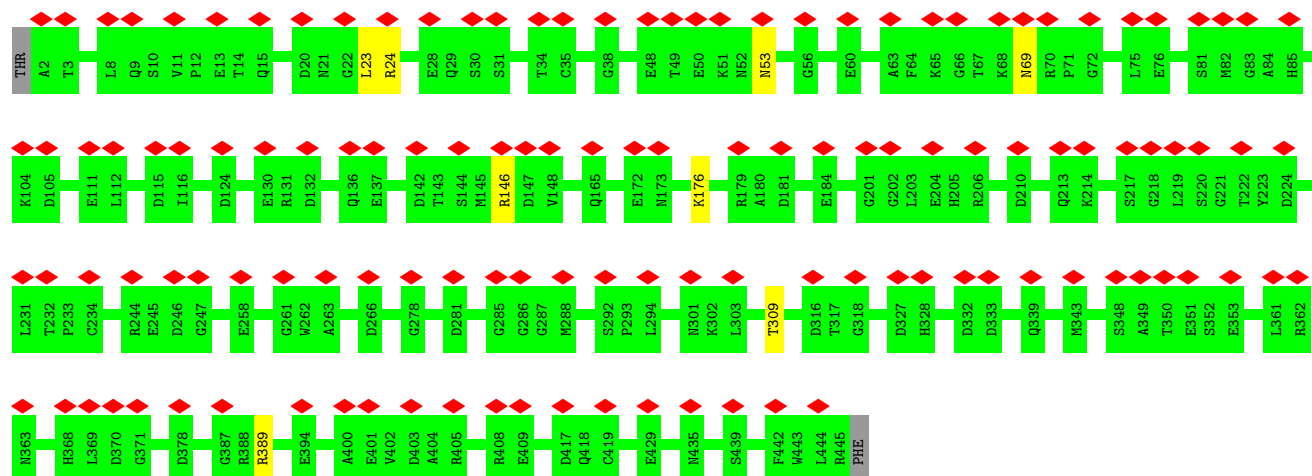 THR A2 T3 L8 Q9 S10 V11 P12 E13 T14 Q15 D20 N21 G22 L23 R24 E28 Q29 S30 S31 T34 C35 G38 E48 T49 E50 K51 N52 N53 G56 E60 A63 F64 K65 G66 T67 K68 N69 R70 P71 G72 L75 E76 S81 M82 G83 A84 H85
K104 D105 E111 L112 D115 I116 D124 E130 R131 D132 Q136 E137 D142 T143 S144 M145 R146 D147 V148 Q165 E172 N173 K176 R179 A180 D181 E184 G201 G202 L203 E204 H205 R206 D210 Q213 K214 S217 G218 L219 S220 G221 T222 Y223 D224
L231 T232 P233 C234 R244 E245 D246 G247 E258 G261 W262 A263 D266 G278 D281 G285 G286 G287 M288 S292 P293 L294 N301 K302 L303 T309 D316 T317 G318 D327 H328 D332 D333 Q339 M343 S348 A349 T350 E351 S352 E353 L361 R362
N363 H368 L369 D370 G371 D378 G387 R388 R389 E394 A400 E401 V402 D403 A404 R405 R408 E409 D417 Q418 C419 E429 N435 S439 F442 W443 L444 R445 PHE